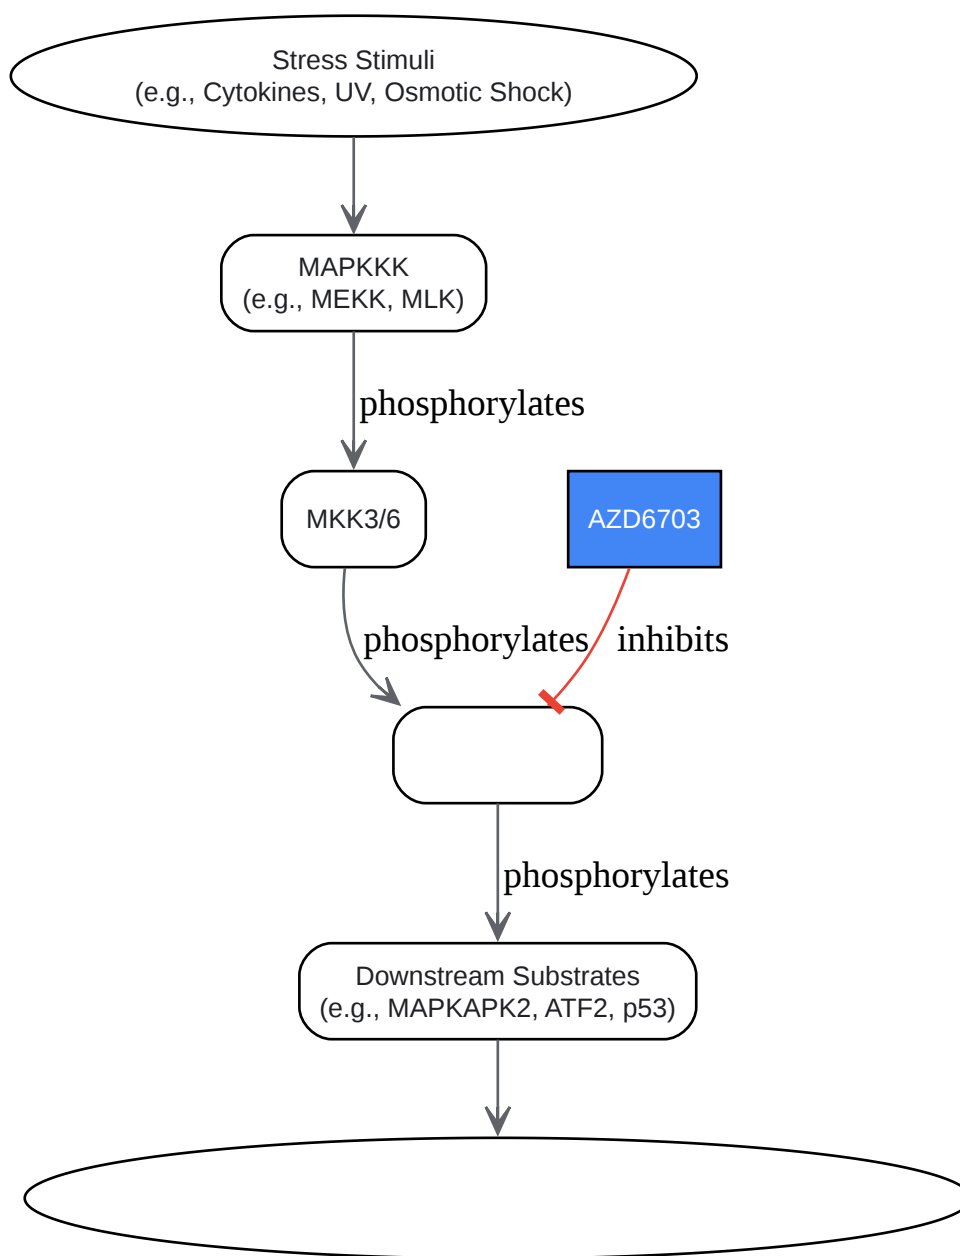 Stress Stimuli
(e.g., Cytokines, UV, Osmotic Shock)
MAPKKK
(e.g., MEKK, MLK)
phosphorylates
MKK3/6
AZD6703
phosphorylates
inhibits
phosphorylates
Downstream Substrates
(e.g., MAPKAPK2, ATF2, p53)